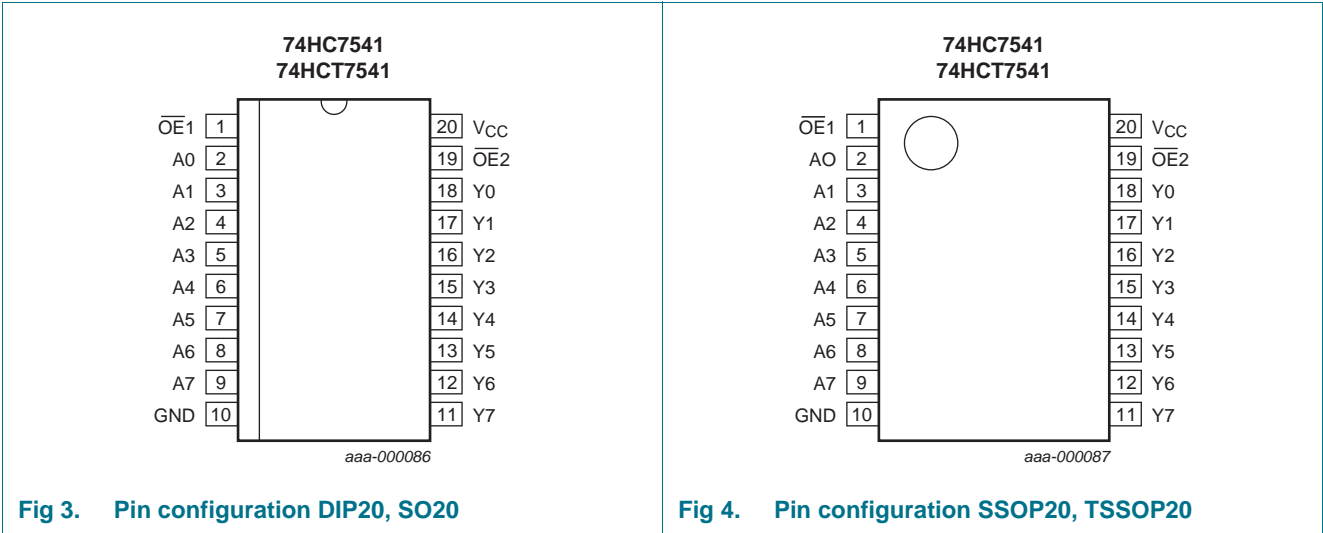 74HC7541
74HCT7541
O̅E̅1 1
A0 2
A1 3
A2 4
A3 5
A4 6
A5 7
A6 8
A7 9
GND 10
20 VCC
19 O̅E̅2
18 Y0
17 Y1
16 Y2
15 Y3
14 Y4
13 Y5
12 Y6
11 Y7
aaa-000086
Fig 3. Pin configuration DIP20, SO20
74HC7541
74HCT7541
O̅E̅1 1
AO 2
A1 3
A2 4
A3 5
A4 6
A5 7
A6 8
A7 9
GND 10
20 VCC
19 O̅E̅2
18 Y0
17 Y1
16 Y2
15 Y3
14 Y4
13 Y5
12 Y6
11 Y7
aaa-000087
Fig 4. Pin configuration SSOP20, TSSOP20